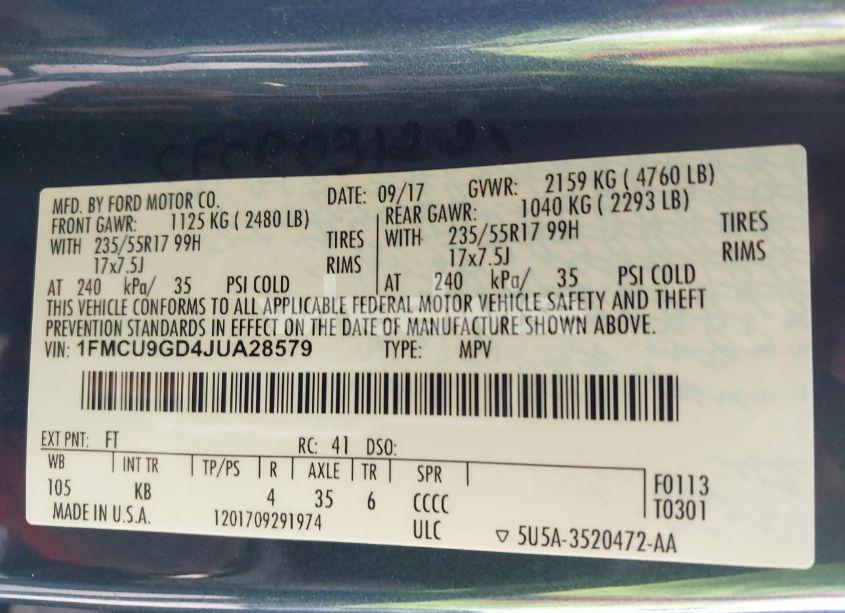 MFD. BY FORD MOTOR CO. DATE: 09/17 GVWR: 2159 KG ( 4760 LB)
FRONT GAWR: 1125 KG ( 2480 LB) REAR GAWR: 1040 KG ( 2293 LB)
WITH 235/55R17 99H TIRES WITH 235/55R17 99H TIRES
17x7.5J RIMS 17x7.5J RIMS
AT 240 kPa/ 35 PSI COLD AT 240 kPa/ 35 PSI COLD
THIS VEHICLE CONFORMS TO ALL APPLICABLE FEDERAL MOTOR VEHICLE SAFETY AND THEFT
PREVENTION STANDARDS IN EFFECT ON THE DATE OF MANUFACTURE SHOWN ABOVE.
VIN: 1FMCU9GD4JUA28579 TYPE: MPV
EXT PNT: FT RC: 41 DSO:
WB INT TR TP/PS R AXLE TR SPR F0113
105 KB 4 35 6 CCCC T0301
MADE IN U.S.A. 1201709291974 ULC 5U5A-3520472-AA